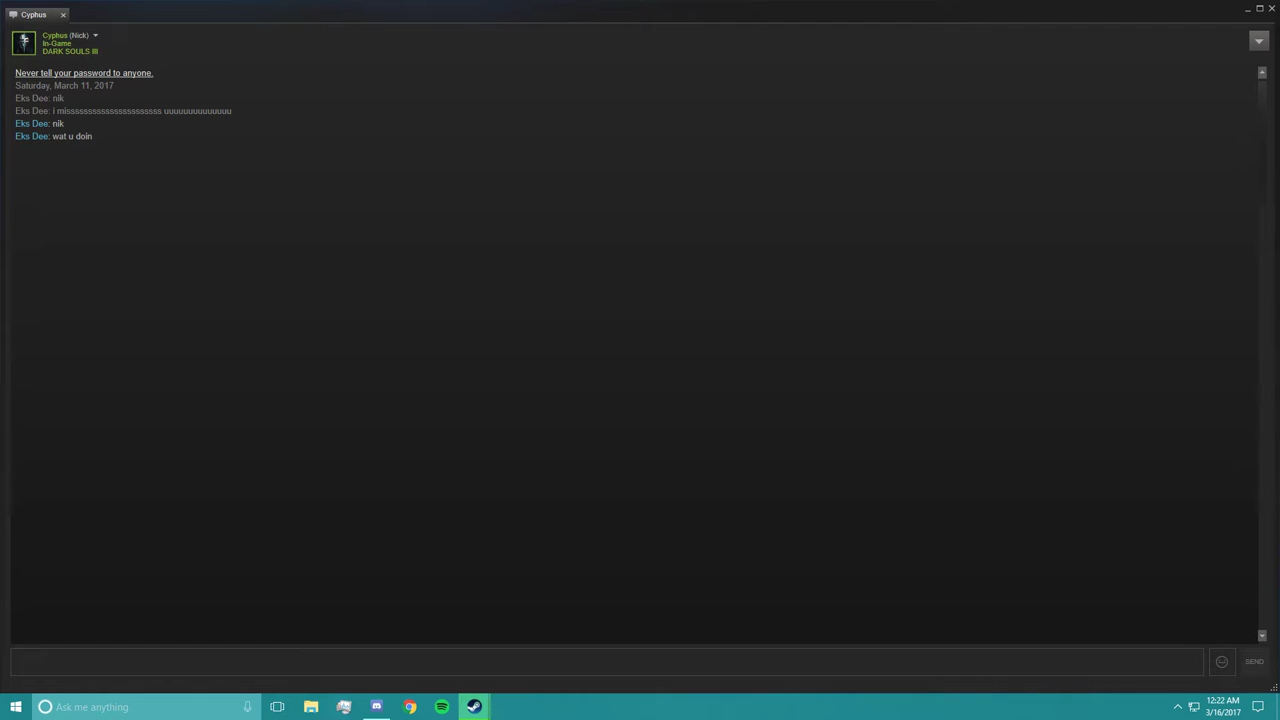 Cyphus
Cyphus (Nick)
In-Game
DARK SOULS III
Never tell your password to anyone.
Saturday, March 11, 2017
Eks Dee: nik
Eks Dee: i misssssssssssssssssssssss uuuuuuuuuuuuuu
Eks Dee: nik
Eks Dee: wat u doin
SEND
Ask me anything
12:22 AM
3/16/2017